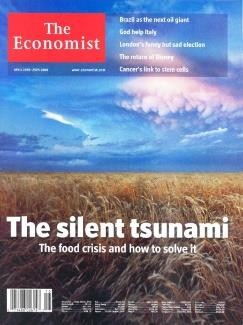 The
Economist
Brazil as the next oil giant
God help Italy
London's funny but sad election
The return of Disney
Cancer's link to stem cells
The silent tsunami
The food crisis and how to solve it